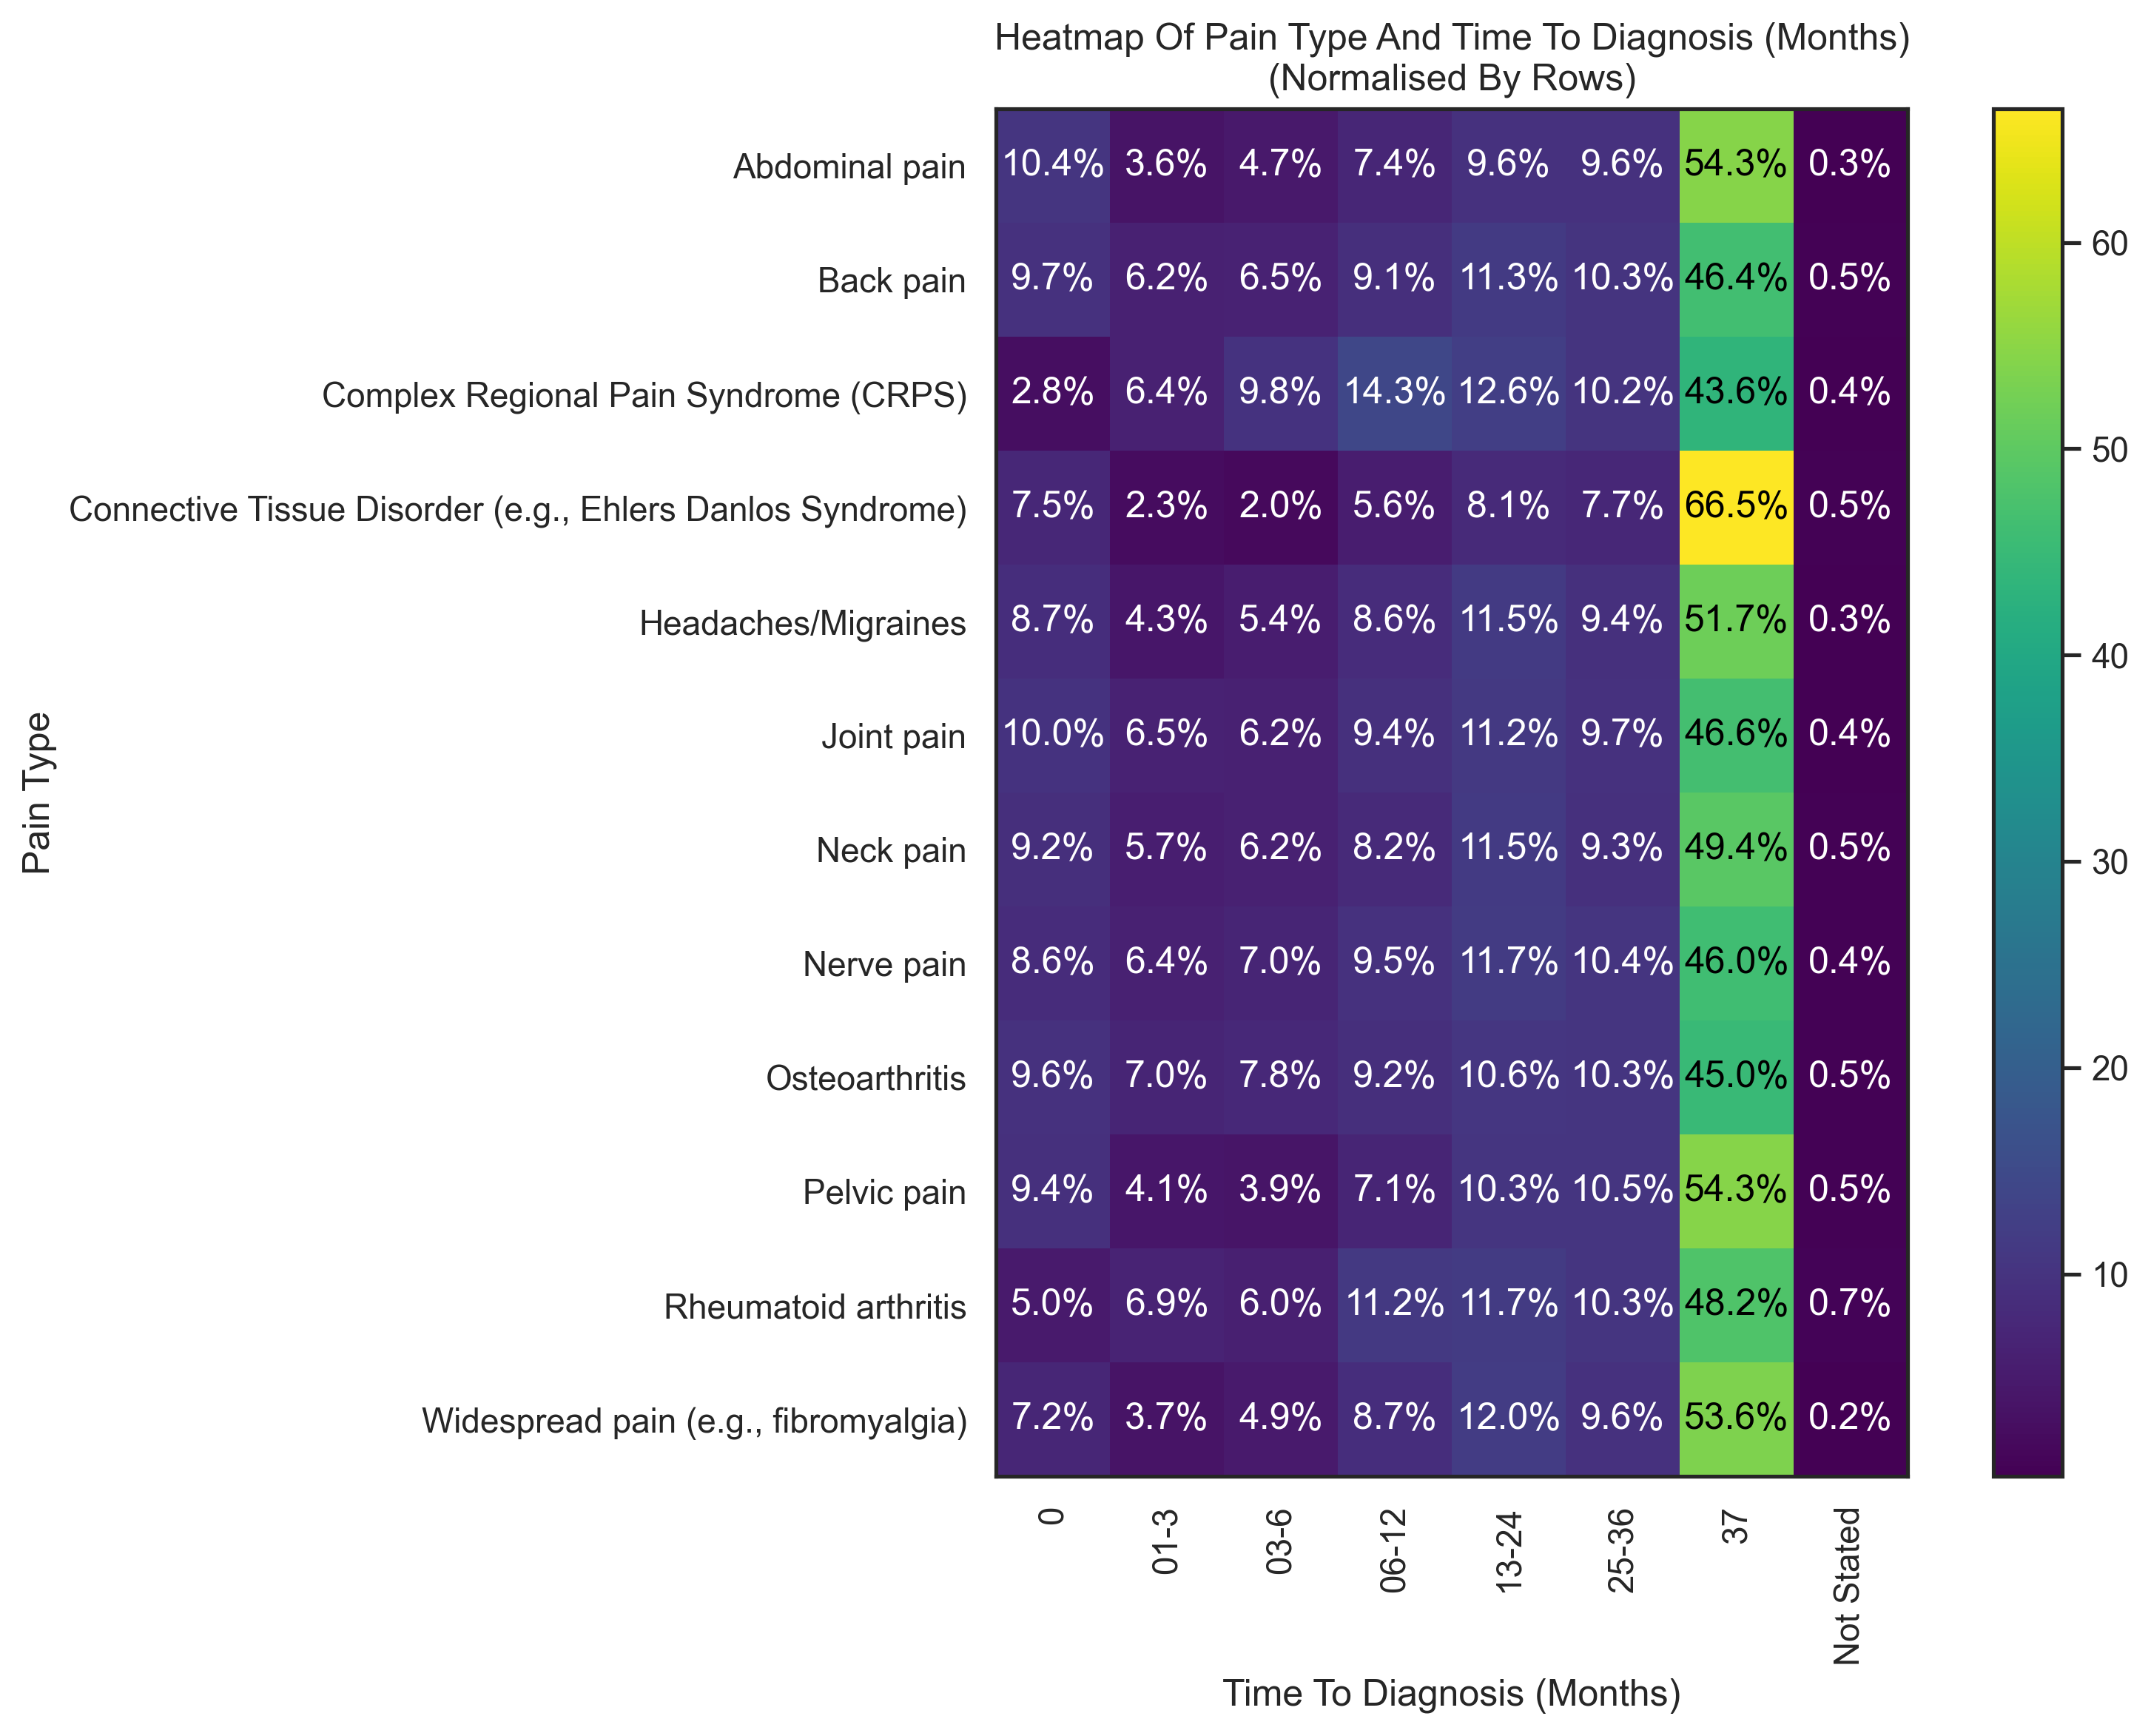 Heatmap Of Pain Type And Time To Diagnosis (Months)
(Normalised By Rows)
Pain Type
Abdominal pain 10.4% 3.6% 4.7% 7.4% 9.6% 9.6% 54.3% 0.3%
Back pain 9.7% 6.2% 6.5% 9.1% 11.3% 10.3% 46.4% 0.5%
Complex Regional Pain Syndrome (CRPS) 2.8% 6.4% 9.8% 14.3% 12.6% 10.2% 43.6% 0.4%
Connective Tissue Disorder (e.g., Ehlers Danlos Syndrome) 7.5% 2.3% 2.0% 5.6% 8.1% 7.7% 66.5% 0.5%
Headaches/Migraines 8.7% 4.3% 5.4% 8.6% 11.5% 9.4% 51.7% 0.3%
Joint pain 10.0% 6.5% 6.2% 9.4% 11.2% 9.7% 46.6% 0.4%
Neck pain 9.2% 5.7% 6.2% 8.2% 11.5% 9.3% 49.4% 0.5%
Nerve pain 8.6% 6.4% 7.0% 9.5% 11.7% 10.4% 46.0% 0.4%
Osteoarthritis 9.6% 7.0% 7.8% 9.2% 10.6% 10.3% 45.0% 0.5%
Pelvic pain 9.4% 4.1% 3.9% 7.1% 10.3% 10.5% 54.3% 0.5%
Rheumatoid arthritis 5.0% 6.9% 6.0% 11.2% 11.7% 10.3% 48.2% 0.7%
Widespread pain (e.g., fibromyalgia) 7.2% 3.7% 4.9% 8.7% 12.0% 9.6% 53.6% 0.2%
0 01-3 03-6 06-12 13-24 25-36 37 Not Stated
Time To Diagnosis (Months)
60
50
40
30
20
10